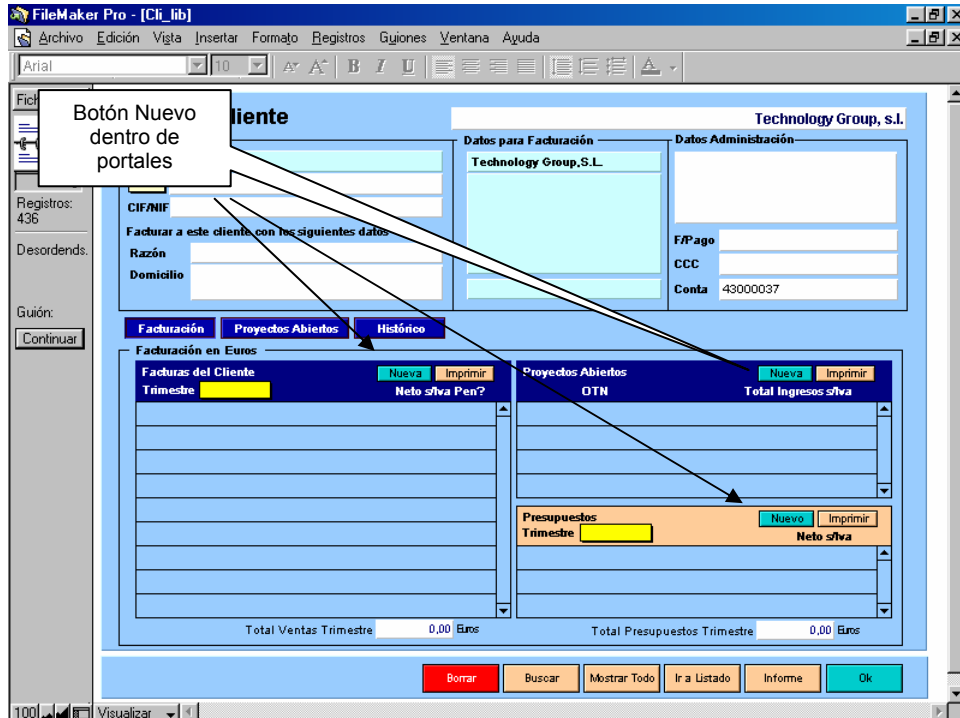 FileMaker Pro - [Cli_lib]
Archivo Edición Vista Insertar Formato Registros Guiones Ventana Ayuda
Arial 10 B I U A
Botón Nuevo
dentro de
portales
Registros:
436
Desordends.
Guión:
Continuar
Technology Group, s.l.
CIF/NIF
Facturar a este cliente con los siguientes datos
Razón
Domicilio
Datos para Facturación
Technology Group,S.L.
Datos Administración
F/Pago
CCC
Conta 43000037
Facturación Proyectos Abiertos Histórico
Facturación en Euros
Facturas del Cliente Nueva Imprimir
Trimestre Neto s/Iva Pen?
Proyectos Abiertos Nueva Imprimir
OTN Total Ingresos s/Iva
Presupuestos Nuevo Imprimir
Trimestre Neto s/Iva
Total Ventas Trimestre 0,00 Euros
Total Presupuestos Trimestre 0,00 Euros
Borrar Buscar Mostrar Todo Ir a Listado Informe Ok
100 Visualizar